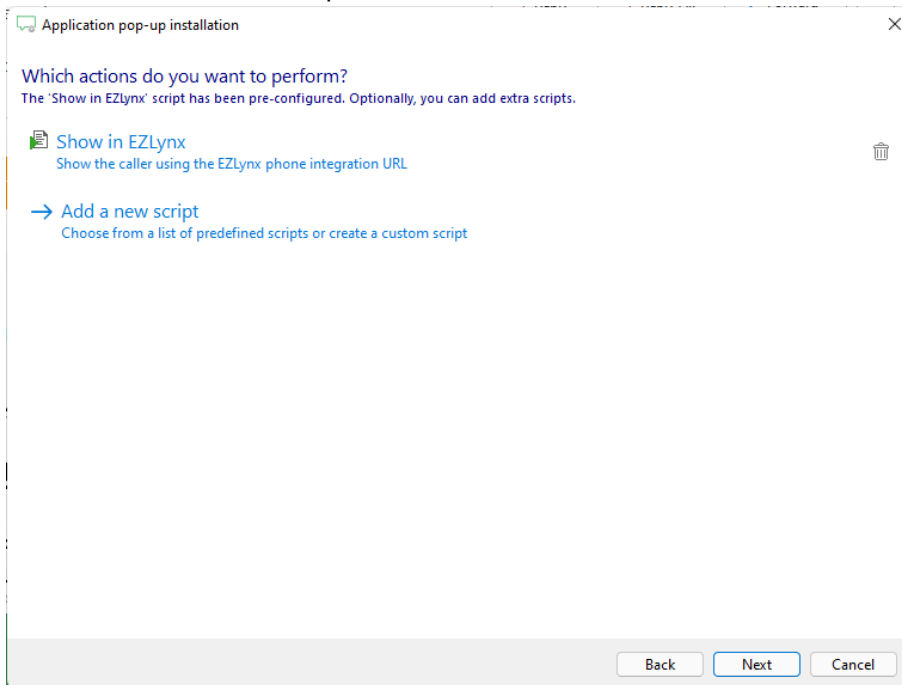 Application pop-up installation
Which actions do you want to perform?
The 'Show in EZLynx' script has been pre-configured. Optionally, you can add extra scripts.
Show in EZLynx
Show the caller using the EZLynx phone integration URL
Add a new script
Choose from a list of predefined scripts or create a custom script
Back
Next
Cancel